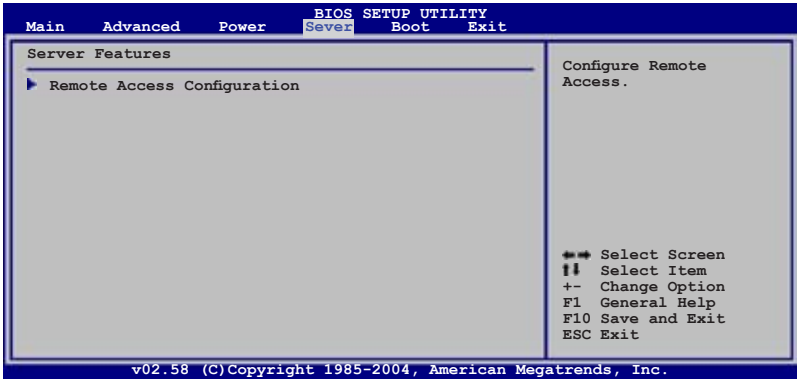 BIOS SETUP UTILITY
Main Advanced Power Sever Boot Exit
Server Features
Remote Access Configuration
Configure Remote
Access.
Select Screen
Select Item
+- Change Option
F1 General Help
F10 Save and Exit
ESC Exit
v02.58 (C)Copyright 1985-2004, American Megatrends, Inc.